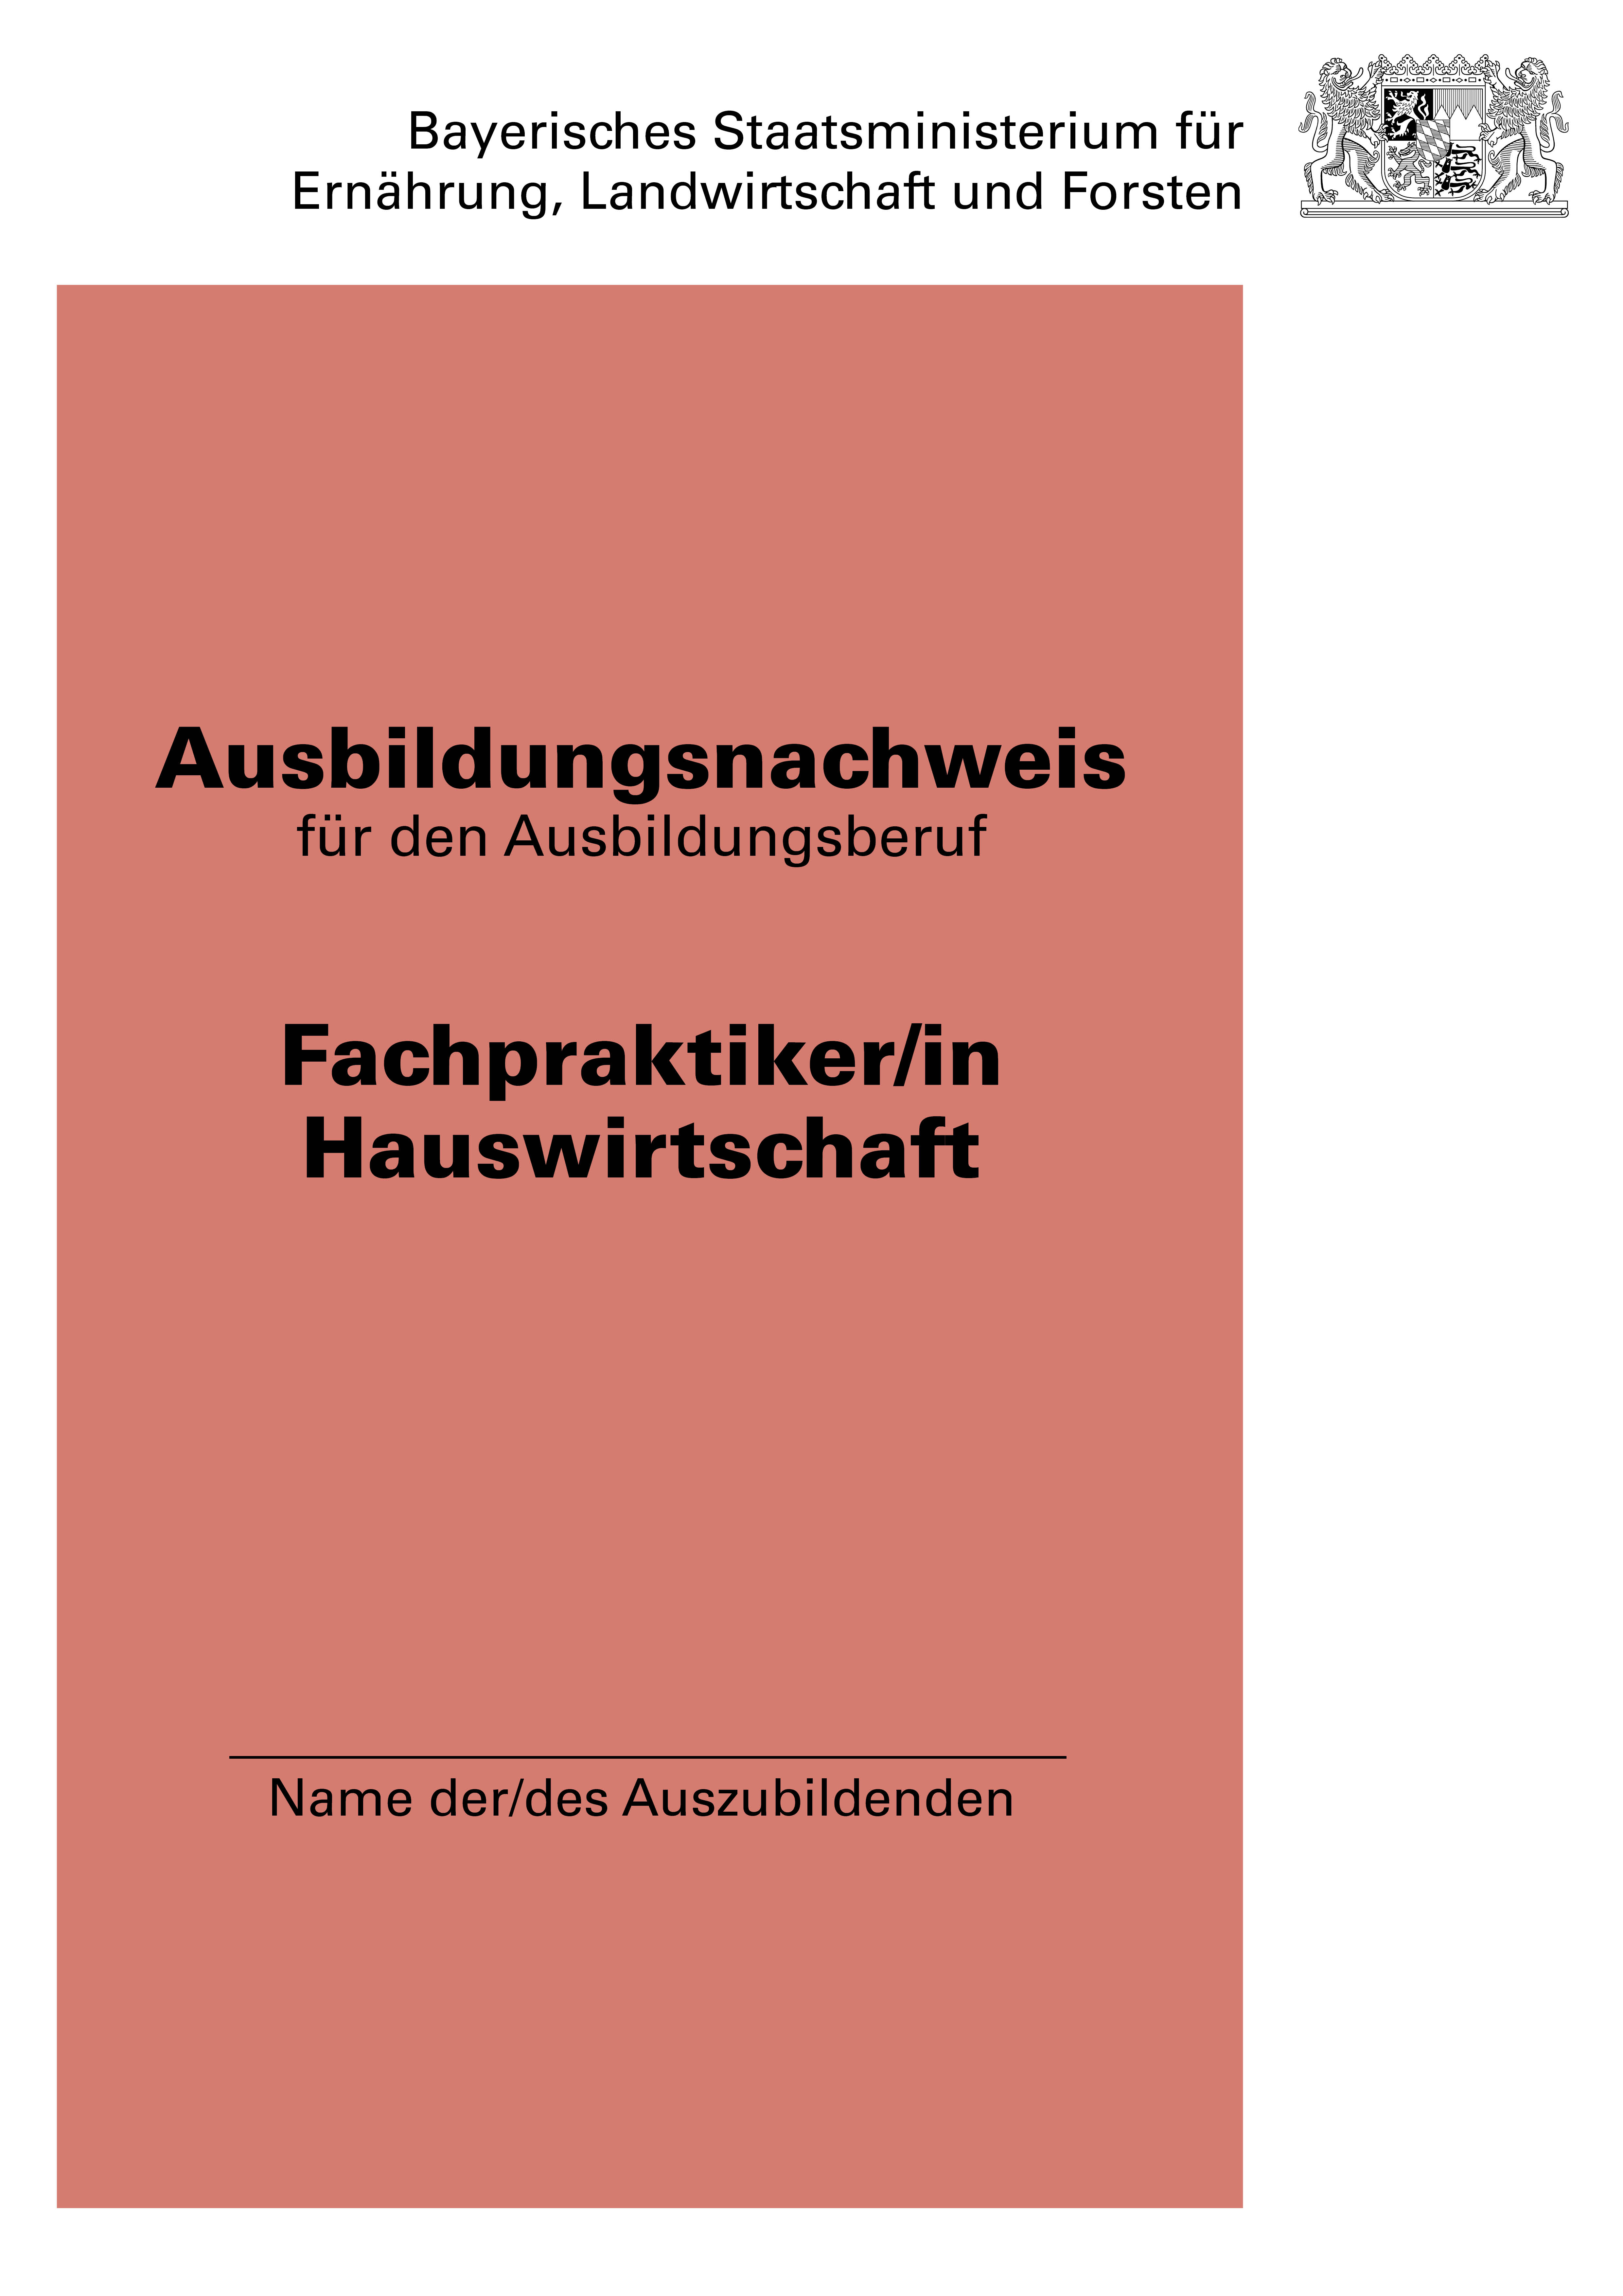 Bayerisches Staatsministerium für
Ernährung, Landwirtschaft und Forsten
Ausbildungsnachweis
für den Ausbildungsberuf
Fachpraktiker/in
Hauswirtschaft
Name der/des Auszubildenden